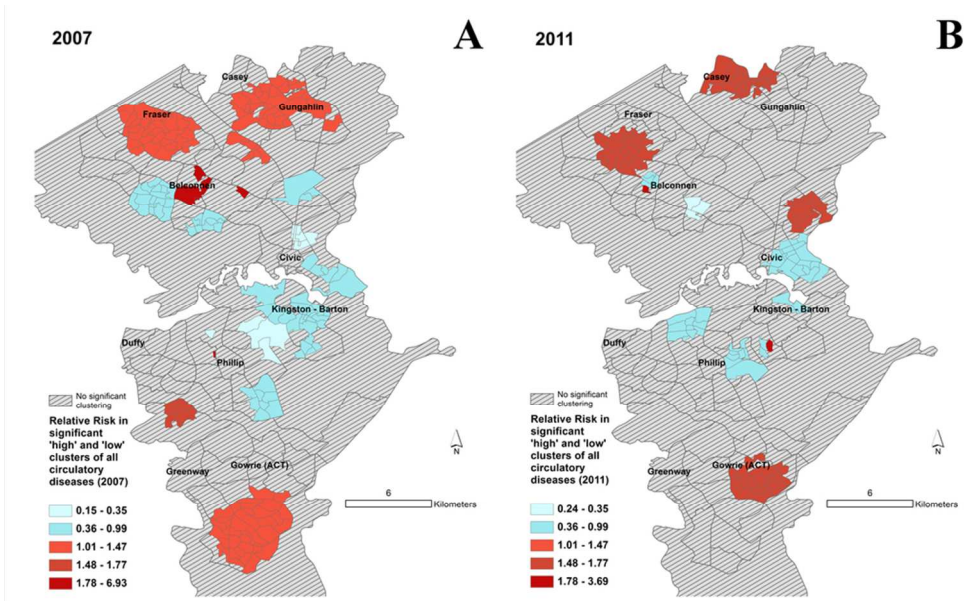 2007
A
Casey
Gungahlin
Fraser
Belconnen
Civic
Kingston - Barton
Duffy
Phillip
No significant
clustering
Relative Risk in
significant
'high' and 'low'
clusters of all
circulatory
diseases (2007)
Greenway
Gowrie (ACT)
N
6
Kilometers
0.15 - 0.35
0.36 - 0.99
1.01 - 1.47
1.48 - 1.77
1.78 - 6.93
2011
B
Casey
Gungahlin
Fraser
Belconnen
Civic
Kingston - Barton
Duffy
Phillip
No significant
clustering
Relative Risk in
significant
'high' and 'low'
clusters of all
circulatory
diseases (2011)
Greenway
Gowrie (ACT)
N
6
Kilometers
0.24 - 0.35
0.36 - 0.99
1.01 - 1.47
1.48 - 1.77
1.78 - 3.69